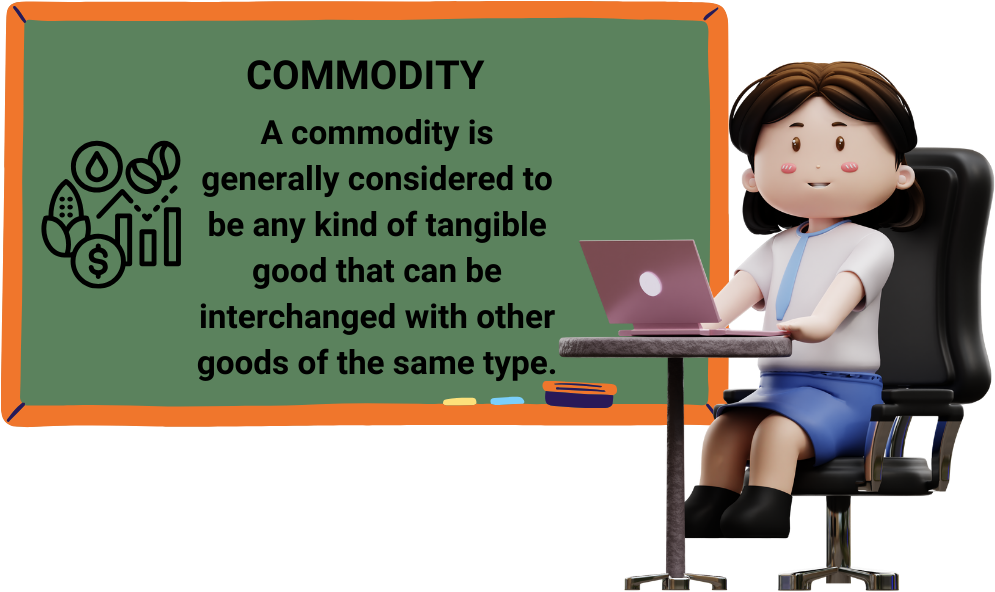 COMMODITY
A commodity is
generally considered to
be any kind of tangible
good that can be
interchanged with other
goods of the same type.
$